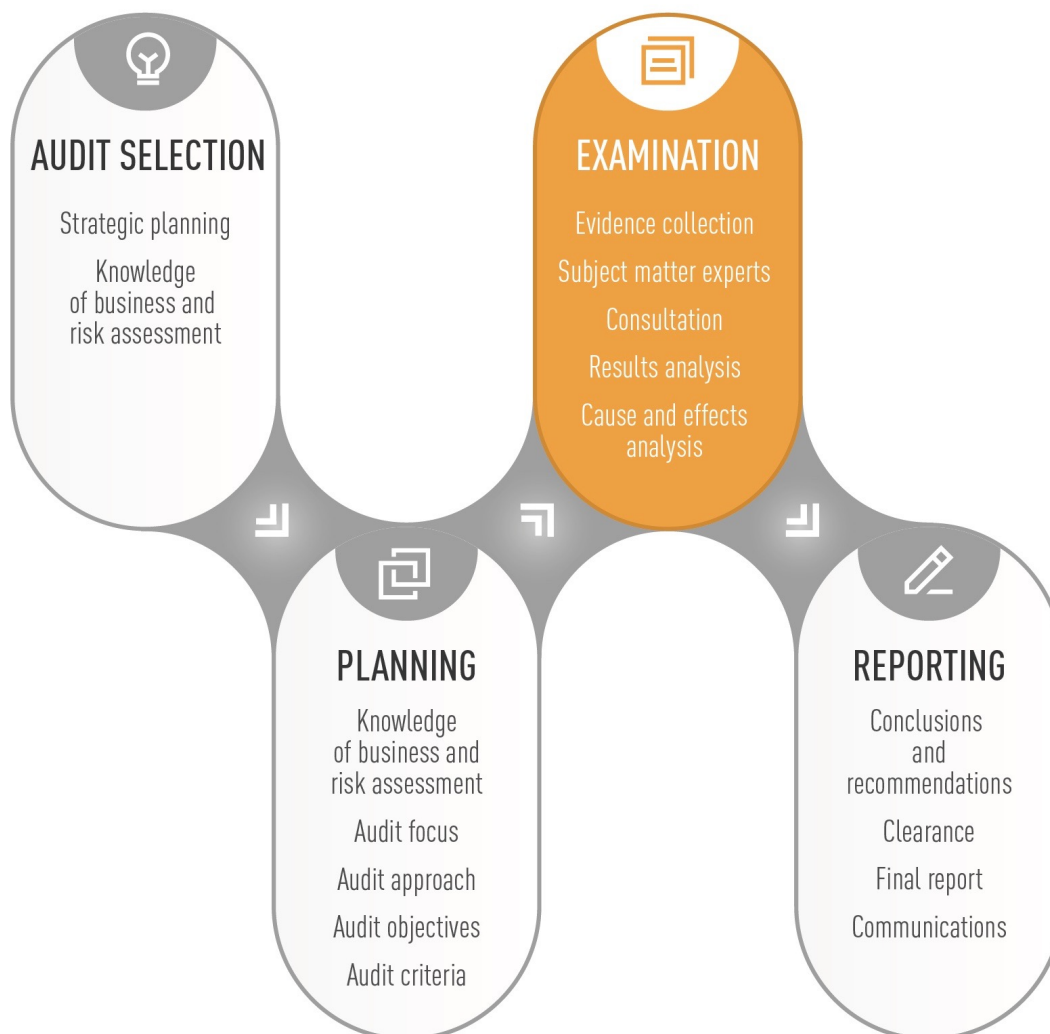 AUDIT SELECTION
Strategic planning
Knowledge
of business and
risk assessment
PLANNING
Knowledge
of business and
risk assessment
Audit focus
Audit approach
Audit objectives
Audit criteria
EXAMINATION
Evidence collection
Subject matter experts
Consultation
Results analysis
Cause and effects
analysis
REPORTING
Conclusions
and
recommendations
Clearance
Final report
Communications